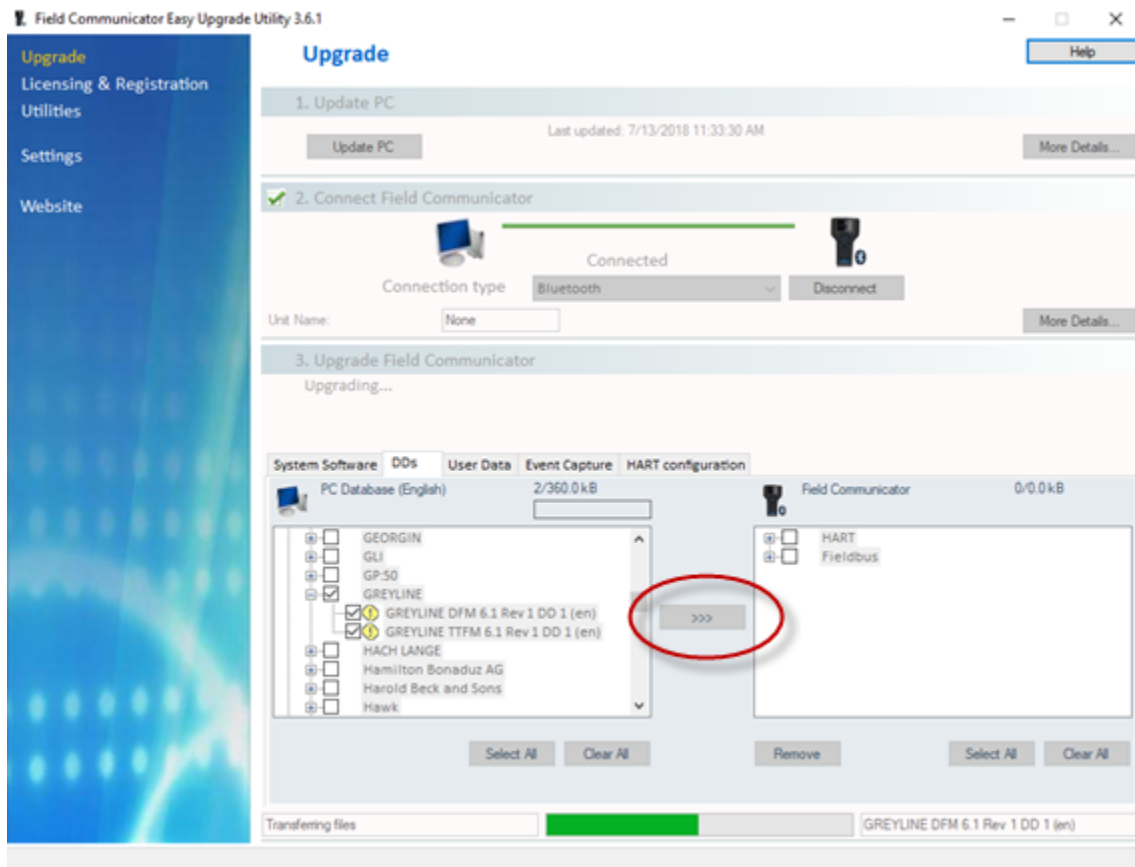 Field Communicator Easy Upgrade Utility 3.6.1
Upgrade
Licensing & Registration
Utilities
Settings
Website
Upgrade
Help
1. Update PC
Update PC
Last updated: 7/13/2018 11:33:30 AM
More Details...
2. Connect Field Communicator
Connected
Connection type
Bluetooth
Disconnect
Unit Name:
None
More Details...
3. Upgrade Field Communicator
Upgrading...
System Software
DDs
User Data
Event Capture
HART configuration
PC Database (English)
2/360.0 kB
Field Communicator
0/0.0 kB
GEORGIN
GLI
GP:50
GREYLINE
GREYLINE DFM 6.1 Rev 1 DD 1 (en)
GREYLINE TTFM 6.1 Rev 1 DD 1 (en)
HACH LANGE
Hamilton Bonaduz AG
Harold Beck and Sons
Hawk
>>>
HART
Fieldbus
Select All
Clear All
Remove
Select All
Clear All
Transferring files
GREYLINE DFM 6.1 Rev 1 DD 1 (en)